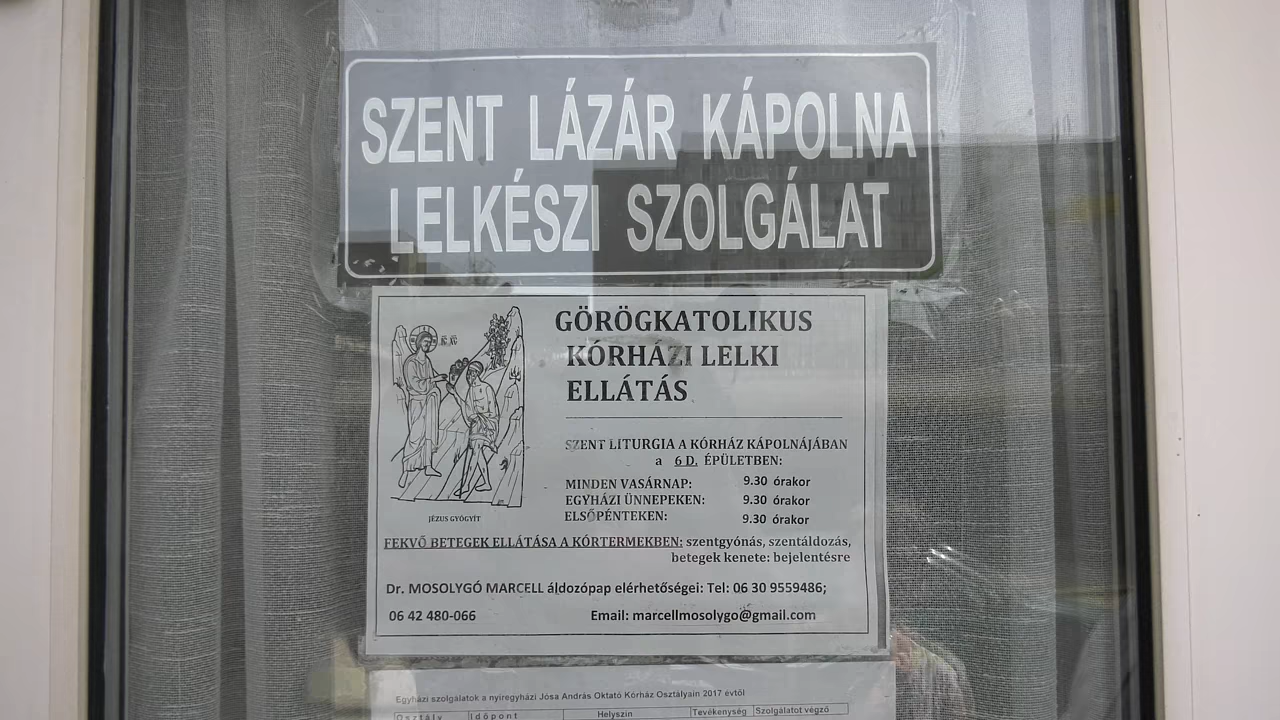 SZENT LÁZÁR KÁPOLNA
LELKÉSZI SZOLGÁLAT
GÖRÖGKATOLIKUS
KÓRHÁZI LELKI
ELLÁTÁS
SZENT LITURGIA A KÓRHÁZ KÁPOLNÁJÁBAN
a 6 D. ÉPÜLETBEN:
MINDEN VASÁRNAP: 9.30 órakor
EGYHÁZI ÜNNEPEKEN: 9.30 órakor
ELSŐPÉNTEKEN: 9.30 órakor
JÉZUS GYÓGYÍT
FEKVŐ BETEGEK ELLÁTÁSA A KÓRTERMEKBEN: szentgyónás, szentáldozás,
betegek kenete: bejelentésre
Dr. MOSOLYGÓ MARCELL áldozópap elérhetőségei: Tel: 06 30 9559486;
06 42 480-066 Email: marcellmosolygo@gmail.com
Egyházi szolgálatok a nyíregyházi Jósa András Oktató Kórház Osztályain 2017 évtől
Osztály Időpont Helyszín Tevékenység Szolgálatot végző